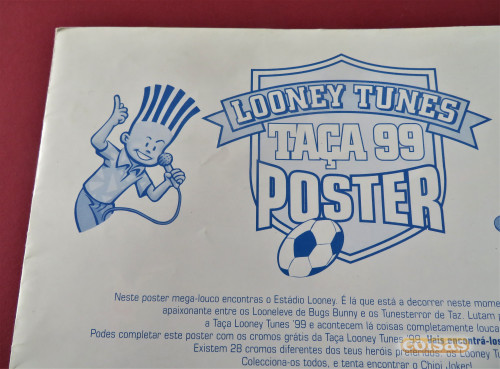 LOONEY TUNES
TAÇA 99
POSTER
Neste poster mega-louco encontras o Estádio Looney. É lá que está a decorrer neste mome
apaixonante entre os Looneleve de Bugs Bunny e os Tunesterror de Taz. Lutam p
a Taça Looney Tunes '99 e acontecem lá coisas completamente louca
Podes completar este poster com os cromos grátis da Taça Looney Tunes '99. Vais encontrá-los
Existem 28 cromos diferentes dos teus heróis preferidos: os Looney T
Colecciona-os todos, e tenta encontrar o Chipi Joker!
coisas